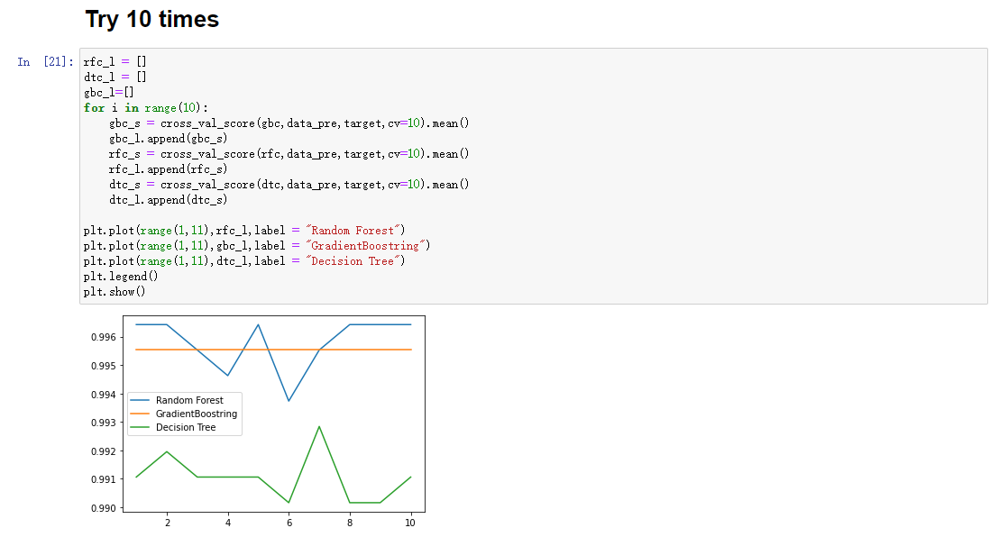 Try 10 times
In [21]:
rfc_l = []
dtc_l = []
gbc_l=[]
for i in range(10):
    gbc_s = cross_val_score(gbc,data_pre,target,cv=10).mean()
    gbc_l.append(gbc_s)
    rfc_s = cross_val_score(rfc,data_pre,target,cv=10).mean()
    rfc_l.append(rfc_s)
    dtc_s = cross_val_score(dtc,data_pre,target,cv=10).mean()
    dtc_l.append(dtc_s)
plt.plot(range(1,11),rfc_l,label = "Random Forest")
plt.plot(range(1,11),gbc_l,label = "GradientBoostring")
plt.plot(range(1,11),dtc_l,label = "Decision Tree")
plt.legend()
plt.show()
0.996
0.995
0.994
0.993
0.992
0.991
0.990
Random Forest
GradientBoostring
Decision Tree
2 4 6 8 10